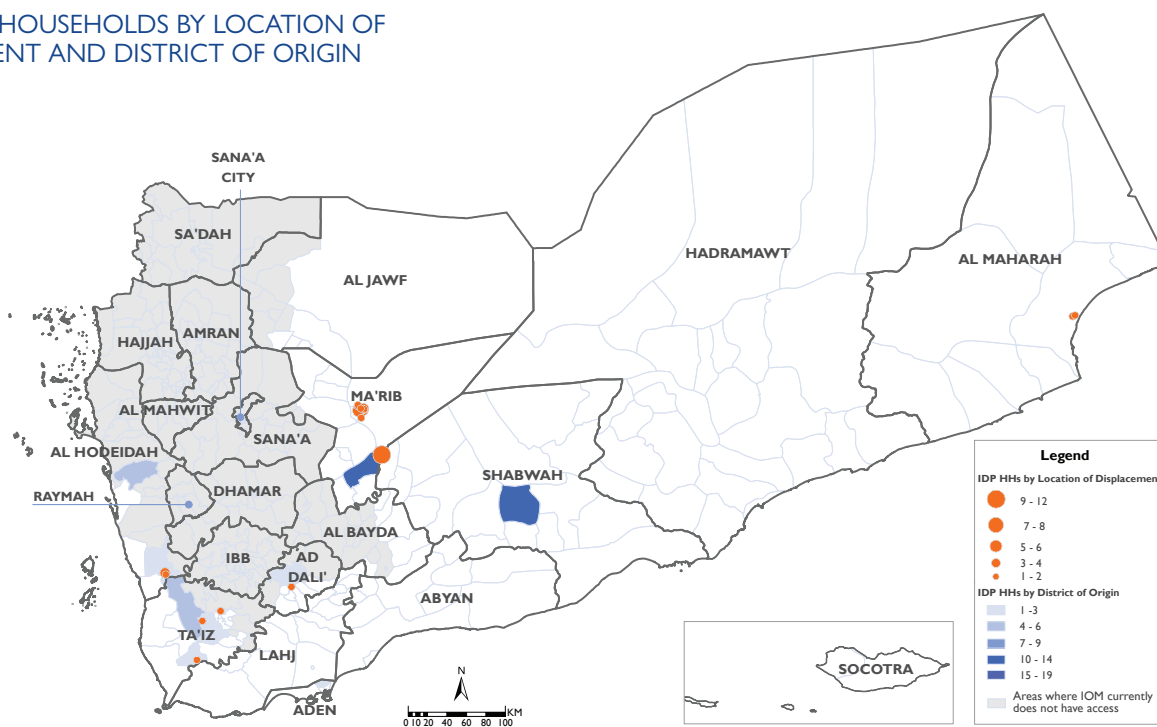 HOUSEHOLDS BY LOCATION OF
ENT AND DISTRICT OF ORIGIN
SANA'A
CITY
SA'DAH
AL JAWF
HADRAMAWT
AL MAHARAH
HAJJAH
AMRAN
MA'RIB
AL MAHWIT
SANA'A
AL HODEIDAH
SHABWAH
RAYMAH
DHAMAR
AL BAYDA
IBB
AD
DALI'
ABYAN
TA'IZ
LAHJ
ADEN
SOCOTRA
N
0 10 20 40 60 80 100
KM
Legend
IDP HHs by Location of Displacemen
9 - 12
7 - 8
5 - 6
3 - 4
1 - 2
IDP HHs by District of Origin
1 -3
4 - 6
7 - 9
10 - 14
15 - 19
Areas where IOM currently
does not have access